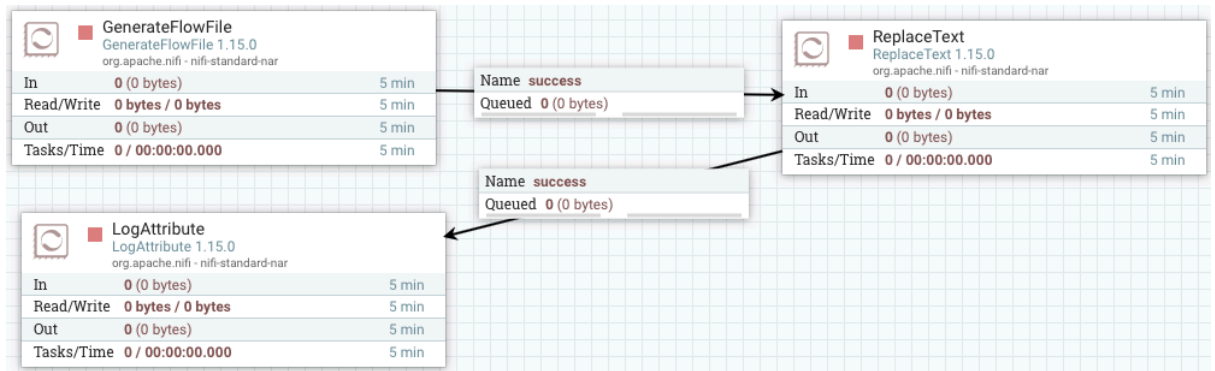 GenerateFlowFile
GenerateFlowFile 1.15.0
org.apache.nifi - nifi-standard-nar
In 0 (0 bytes) 5 min
Read/Write 0 bytes / 0 bytes 5 min
Out 0 (0 bytes) 5 min
Tasks/Time 0 / 00:00:00.000 5 min
Name success
Queued 0 (0 bytes)
ReplaceText
ReplaceText 1.15.0
org.apache.nifi - nifi-standard-nar
In 0 (0 bytes) 5 min
Read/Write 0 bytes / 0 bytes 5 min
Out 0 (0 bytes) 5 min
Tasks/Time 0 / 00:00:00.000 5 min
Name success
Queued 0 (0 bytes)
LogAttribute
LogAttribute 1.15.0
org.apache.nifi - nifi-standard-nar
In 0 (0 bytes) 5 min
Read/Write 0 bytes / 0 bytes 5 min
Out 0 (0 bytes) 5 min
Tasks/Time 0 / 00:00:00.000 5 min